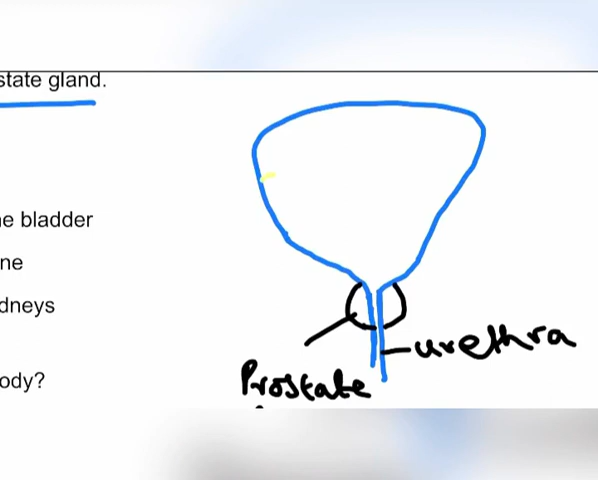 state gland.
e bladder
ne
dneys
ody?
urethra
Prostate